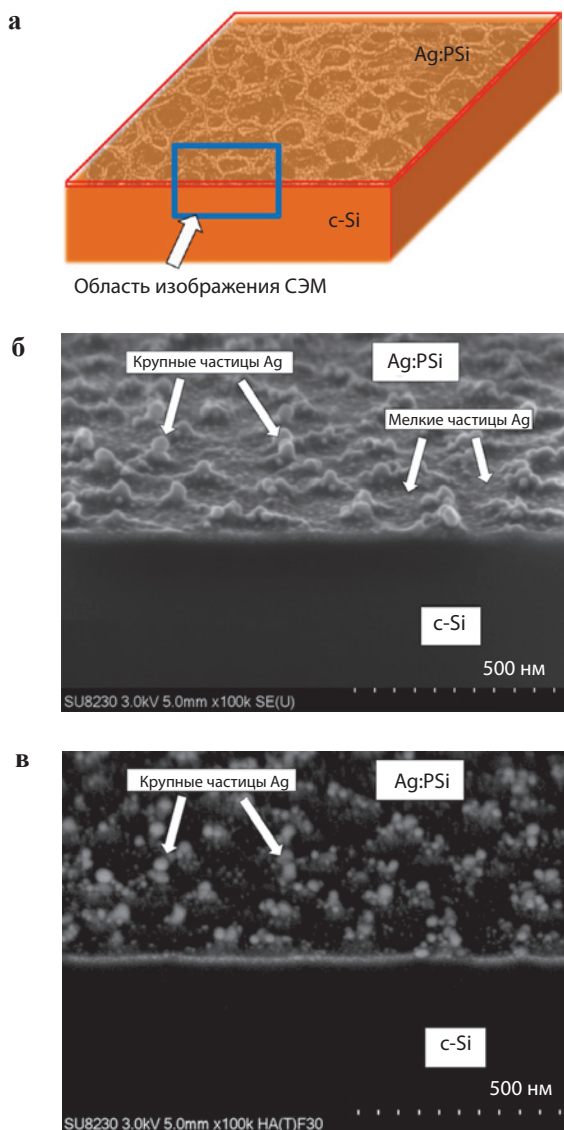 а
Ag:PSi
c-Si
Область изображения СЭМ
б
Крупные частицы Ag
Ag:PSi
Мелкие частицы Ag
c-Si
500 нм
SU8230 3.0kV 5.0mm x100k SE(U)
в
Крупные частицы Ag
Ag:PSi
c-Si
500 нм
SU8230 3.0kV 5.0mm x100k HA(T)F30